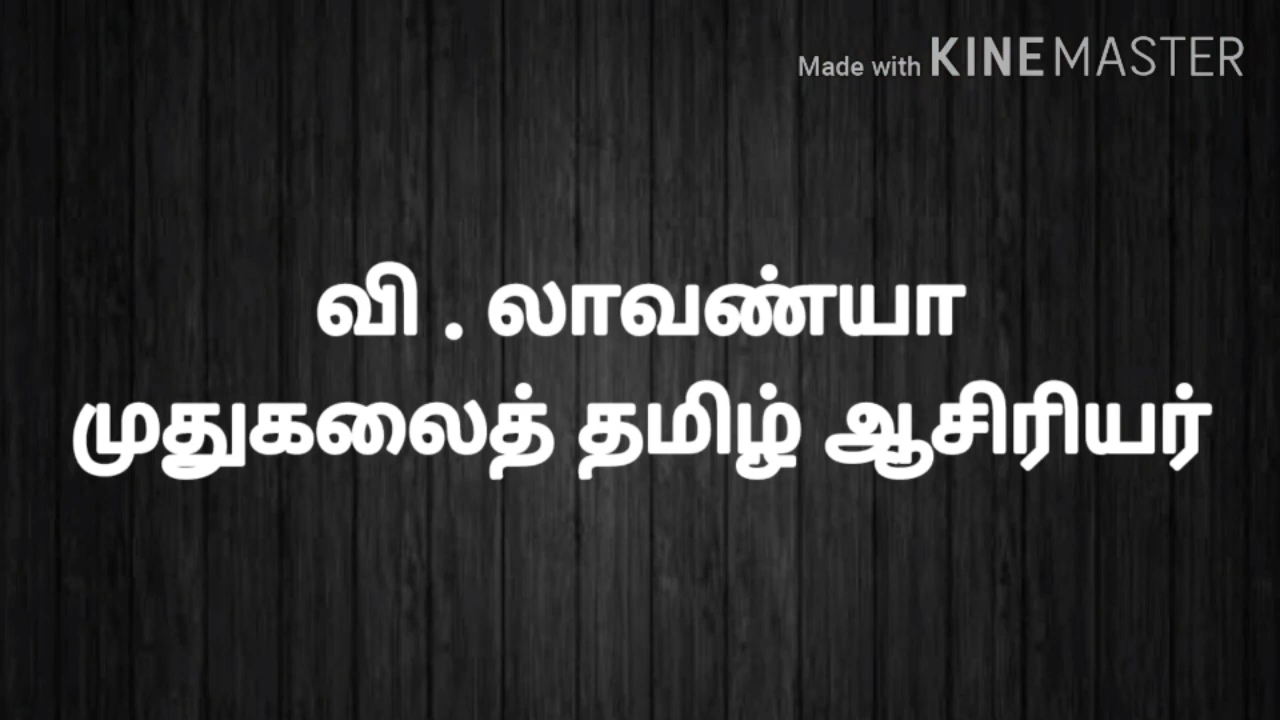 Made with KINEMASTER
வி . லாவண்யா
முதுகலைத் தமிழ் ஆசிரியர்